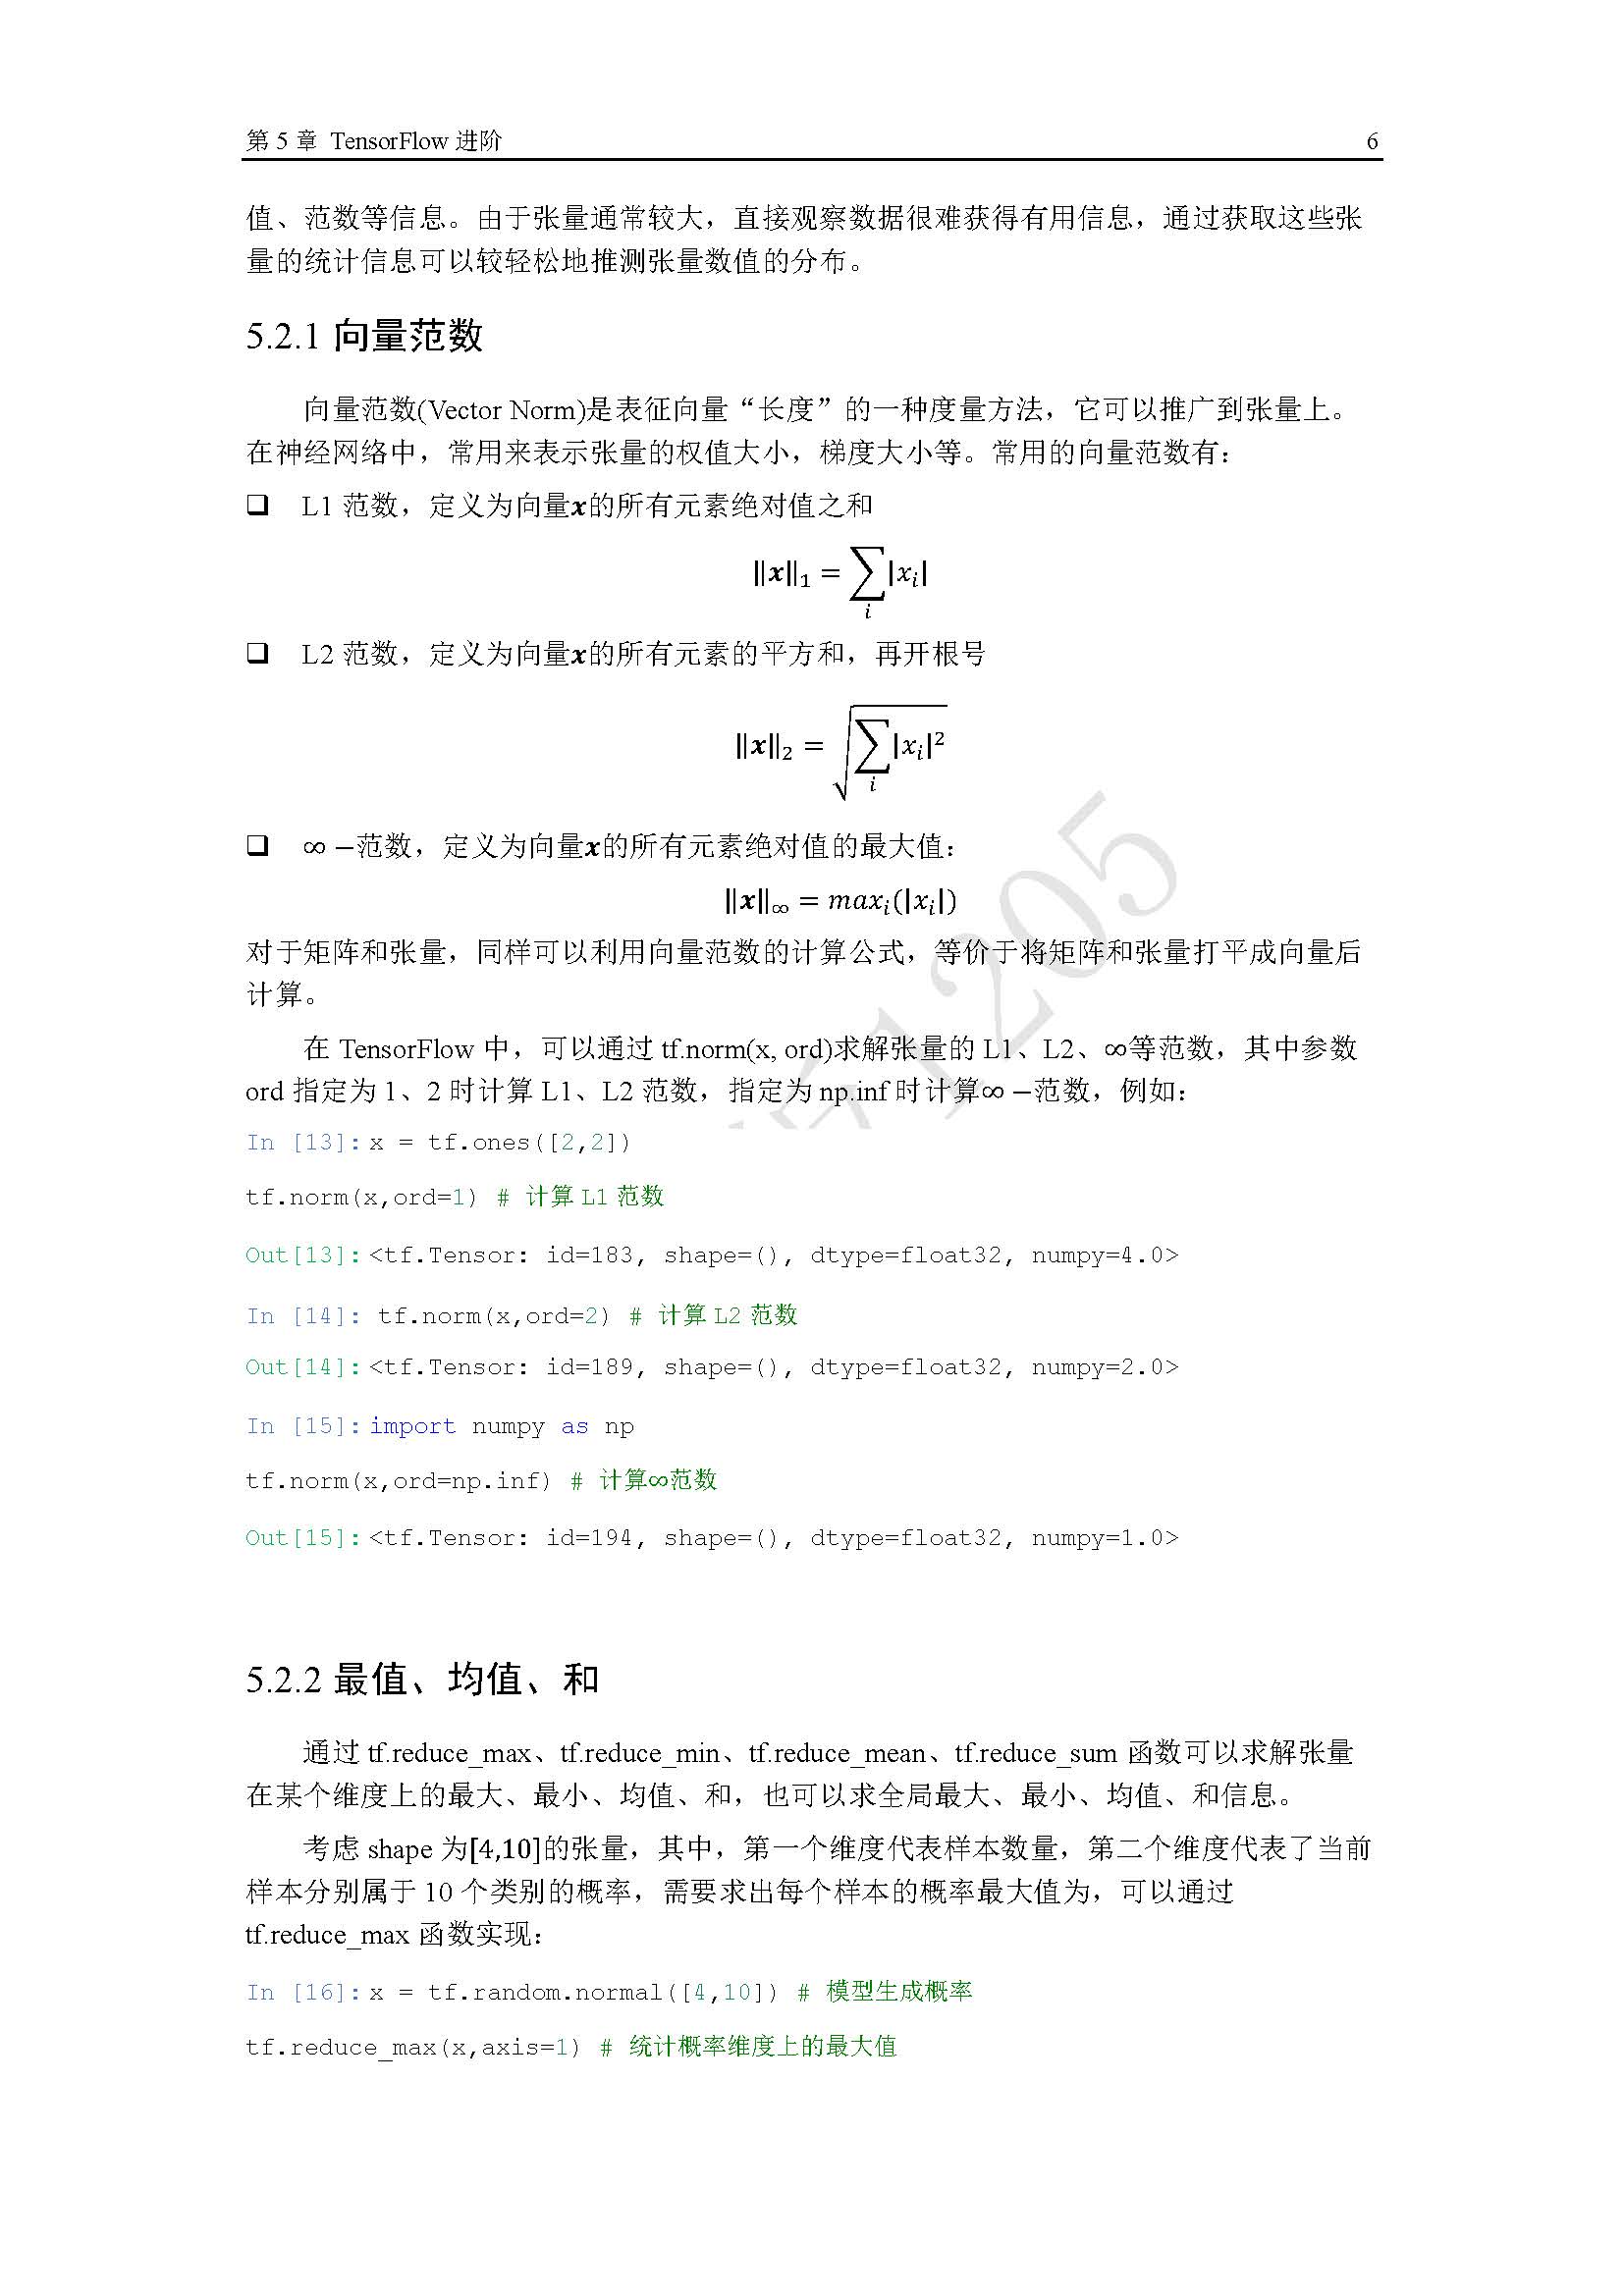 第 5 章 TensorFlow 进阶 6
值、范数等信息。由于张量通常较大，直接观察数据很难获得有用信息，通过获取这些张
量的统计信息可以较轻松地推测张量数值的分布。
5.2.1 向量范数
向量范数(Vector Norm)是表征向量“长度”的一种度量方法，它可以推广到张量上。
在神经网络中，常用来表示张量的权值大小，梯度大小等。常用的向量范数有：
❑ L1 范数，定义为向量𝒙的所有元素绝对值之和
‖𝒙‖₁ = ∑ᵢ|xᵢ|
❑ L2 范数，定义为向量𝒙的所有元素的平方和，再开根号
‖𝒙‖₂ = √(∑ᵢ|xᵢ|²)
❑ ∞ −范数，定义为向量𝒙的所有元素绝对值的最大值：
‖𝒙‖∞ = maxᵢ(|xᵢ|)
对于矩阵和张量，同样可以利用向量范数的计算公式，等价于将矩阵和张量打平成向量后
计算。
在 TensorFlow 中，可以通过 tf.norm(x, ord)求解张量的 L1、L2、∞等范数，其中参数
ord 指定为 1、2 时计算 L1、L2 范数，指定为 np.inf 时计算∞ −范数，例如：
In [13]: x = tf.ones([2,2])
tf.norm(x,ord=1) # 计算 L1 范数
Out[13]: <tf.Tensor: id=183, shape=(), dtype=float32, numpy=4.0>
In [14]: tf.norm(x,ord=2) # 计算 L2 范数
Out[14]: <tf.Tensor: id=189, shape=(), dtype=float32, numpy=2.0>
In [15]: import numpy as np
tf.norm(x,ord=np.inf) # 计算∞范数
Out[15]: <tf.Tensor: id=194, shape=(), dtype=float32, numpy=1.0>
5.2.2 最值、均值、和
通过 tf.reduce_max、tf.reduce_min、tf.reduce_mean、tf.reduce_sum 函数可以求解张量
在某个维度上的最大、最小、均值、和，也可以求全局最大、最小、均值、和信息。
考虑 shape 为[4,10]的张量，其中，第一个维度代表样本数量，第二个维度代表了当前
样本分别属于 10 个类别的概率，需要求出每个样本的概率最大值为，可以通过
tf.reduce_max 函数实现：
In [16]: x = tf.random.normal([4,10]) # 模型生成概率
tf.reduce_max(x,axis=1) # 统计概率维度上的最大值
1205